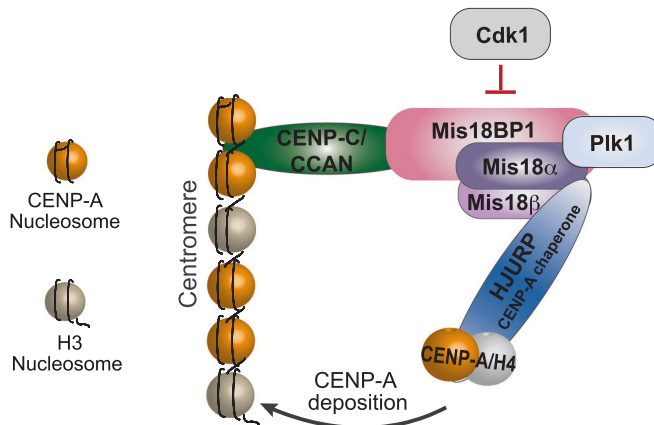 Cdk1
CENP-C/
CCAN
Mis18BP1
Plk1
Mis18α
Mis18β
HJURP
CENP-A chaperone
CENP-A/H4
CENP-A
deposition
Centromere
CENP-A
Nucleosome
H3
Nucleosome